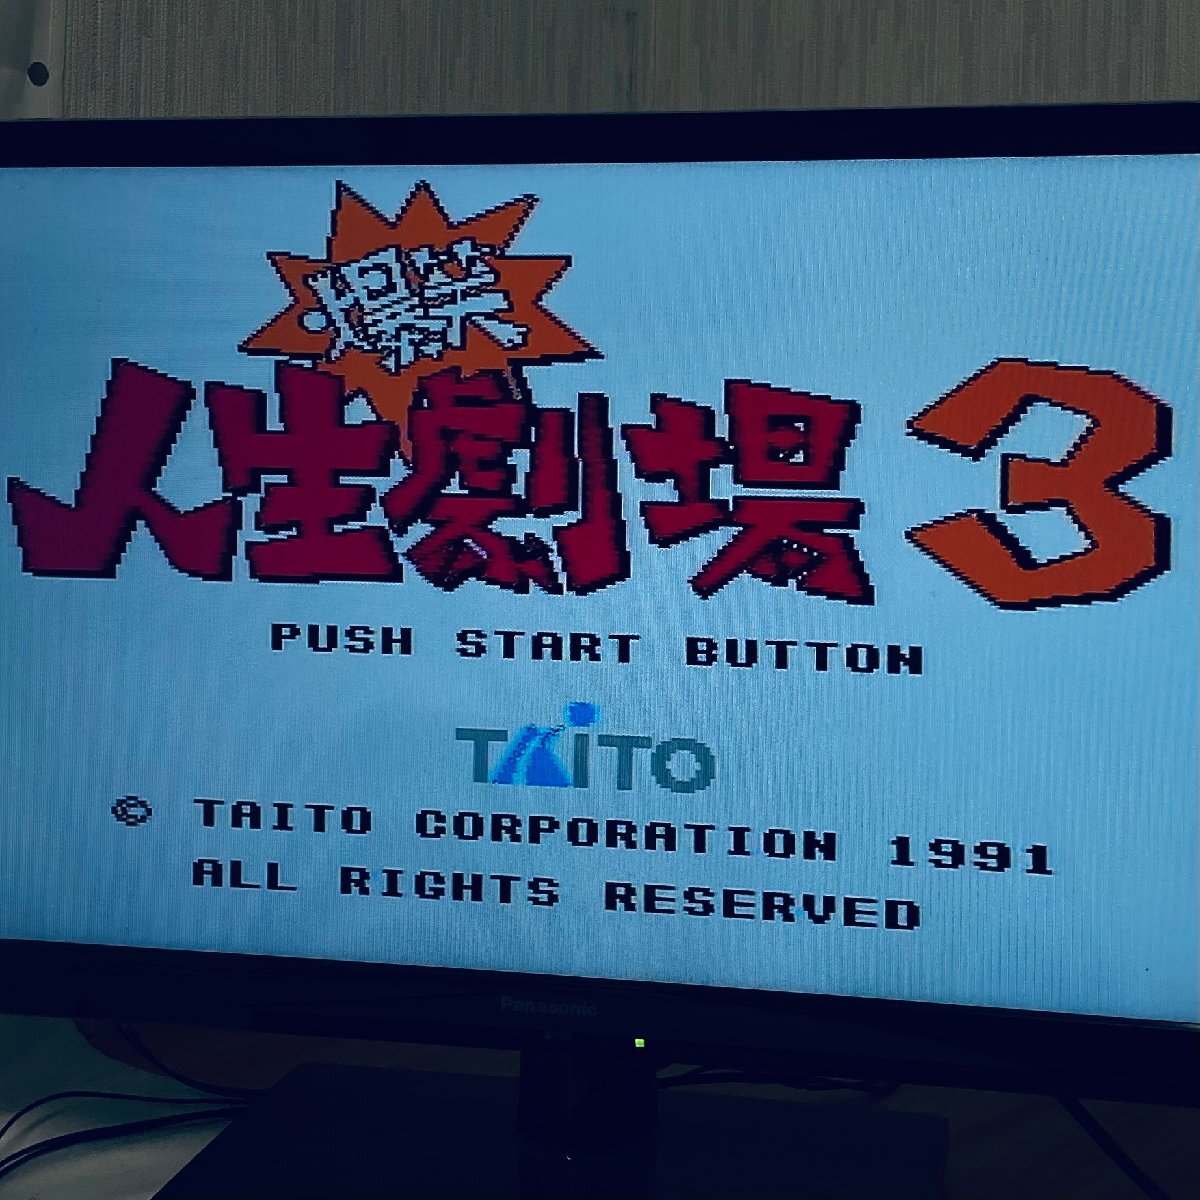 爆笑
人生劇場3
PUSH START BUTTON
TAITO
© TAITO CORPORATION 1991
ALL RIGHTS RESERVED
Panasonic